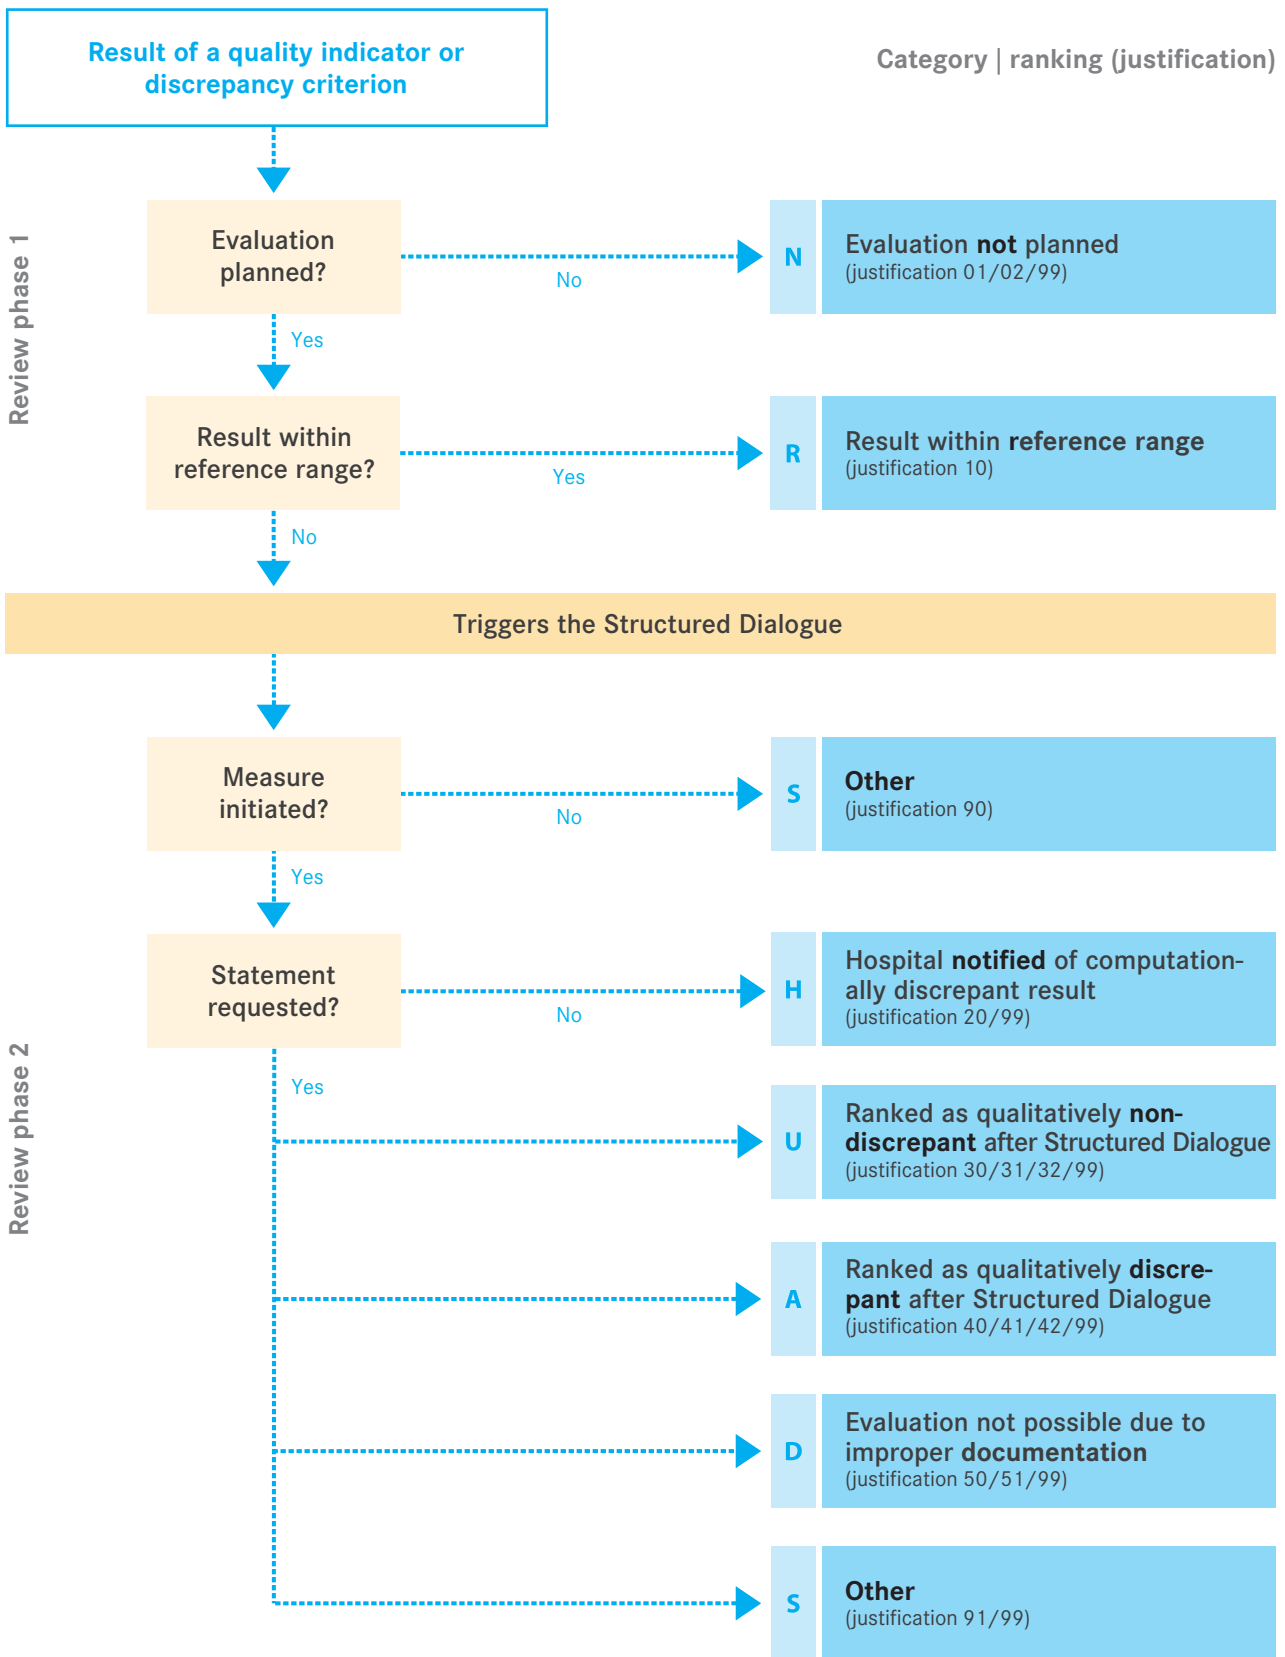 Result of a quality indicator or
discrepancy criterion
Category | ranking (justification)
Review phase 1
Evaluation
planned?
No
N
Evaluation not planned
(justification 01/02/99)
Yes
Result within
reference range?
Yes
R
Result within reference range
(justification 10)
No
Triggers the Structured Dialogue
Review phase 2
Measure
initiated?
No
S
Other
(justification 90)
Yes
Statement
requested?
No
H
Hospital notified of computation-
ally discrepant result
(justification 20/99)
Yes
U
Ranked as qualitatively non-
discrepant after Structured Dialogue
(justification 30/31/32/99)
A
Ranked as qualitatively discre-
pant after Structured Dialogue
(justification 40/41/42/99)
D
Evaluation not possible due to
improper documentation
(justification 50/51/99)
S
Other
(justification 91/99)